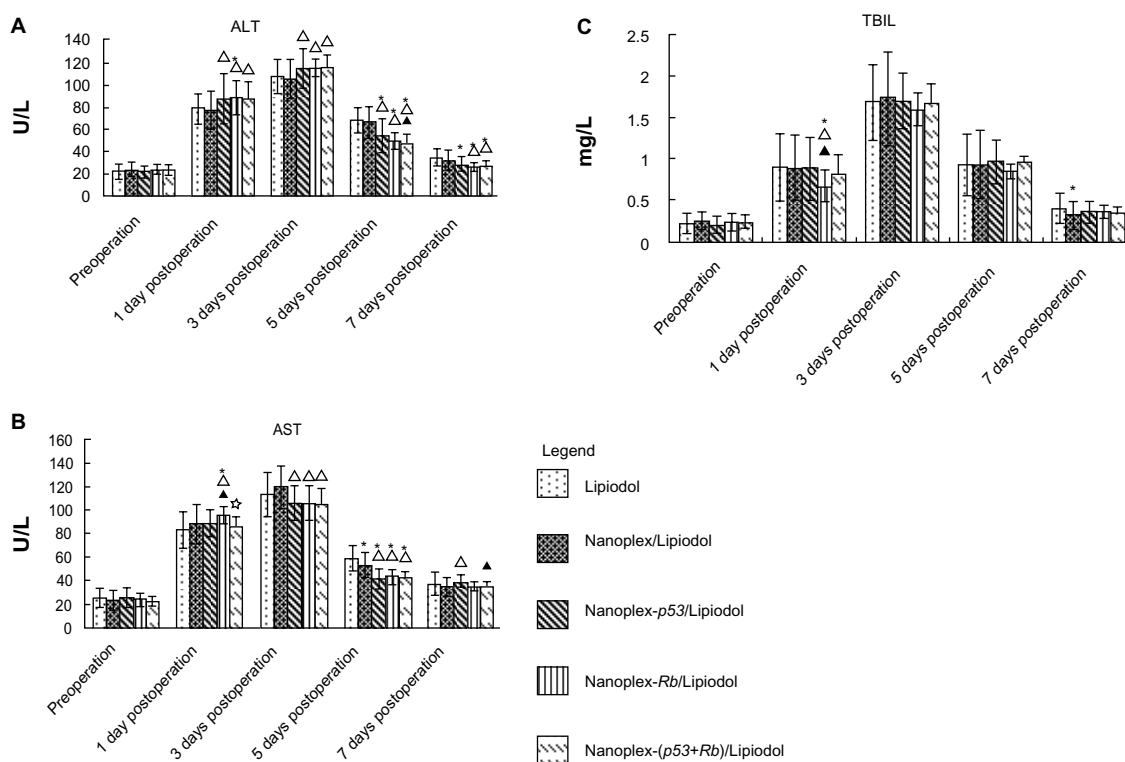 A
ALT
U/L
140
120
100
80
60
40
20
0
* * * * * * *
Preoperation
1 day postoperation
3 days postoperation
5 days postoperation
7 days postoperation
C
TBIL
mg/L
2.5
2
1.5
1
0.5
0
* *
Preoperation
1 day postoperation
3 days postoperation
5 days postoperation
7 days postoperation
B
AST
U/L
160
140
120
100
80
60
40
20
0
* * * * *
Preoperation
1 day postoperation
3 days postoperation
5 days postoperation
7 days postoperation
Legend
Lipiodol
Nanoplex/Lipiodol
Nanoplex-p53/Lipiodol
Nanoplex-Rb/Lipiodol
Nanoplex-(p53+Rb)/Lipiodol